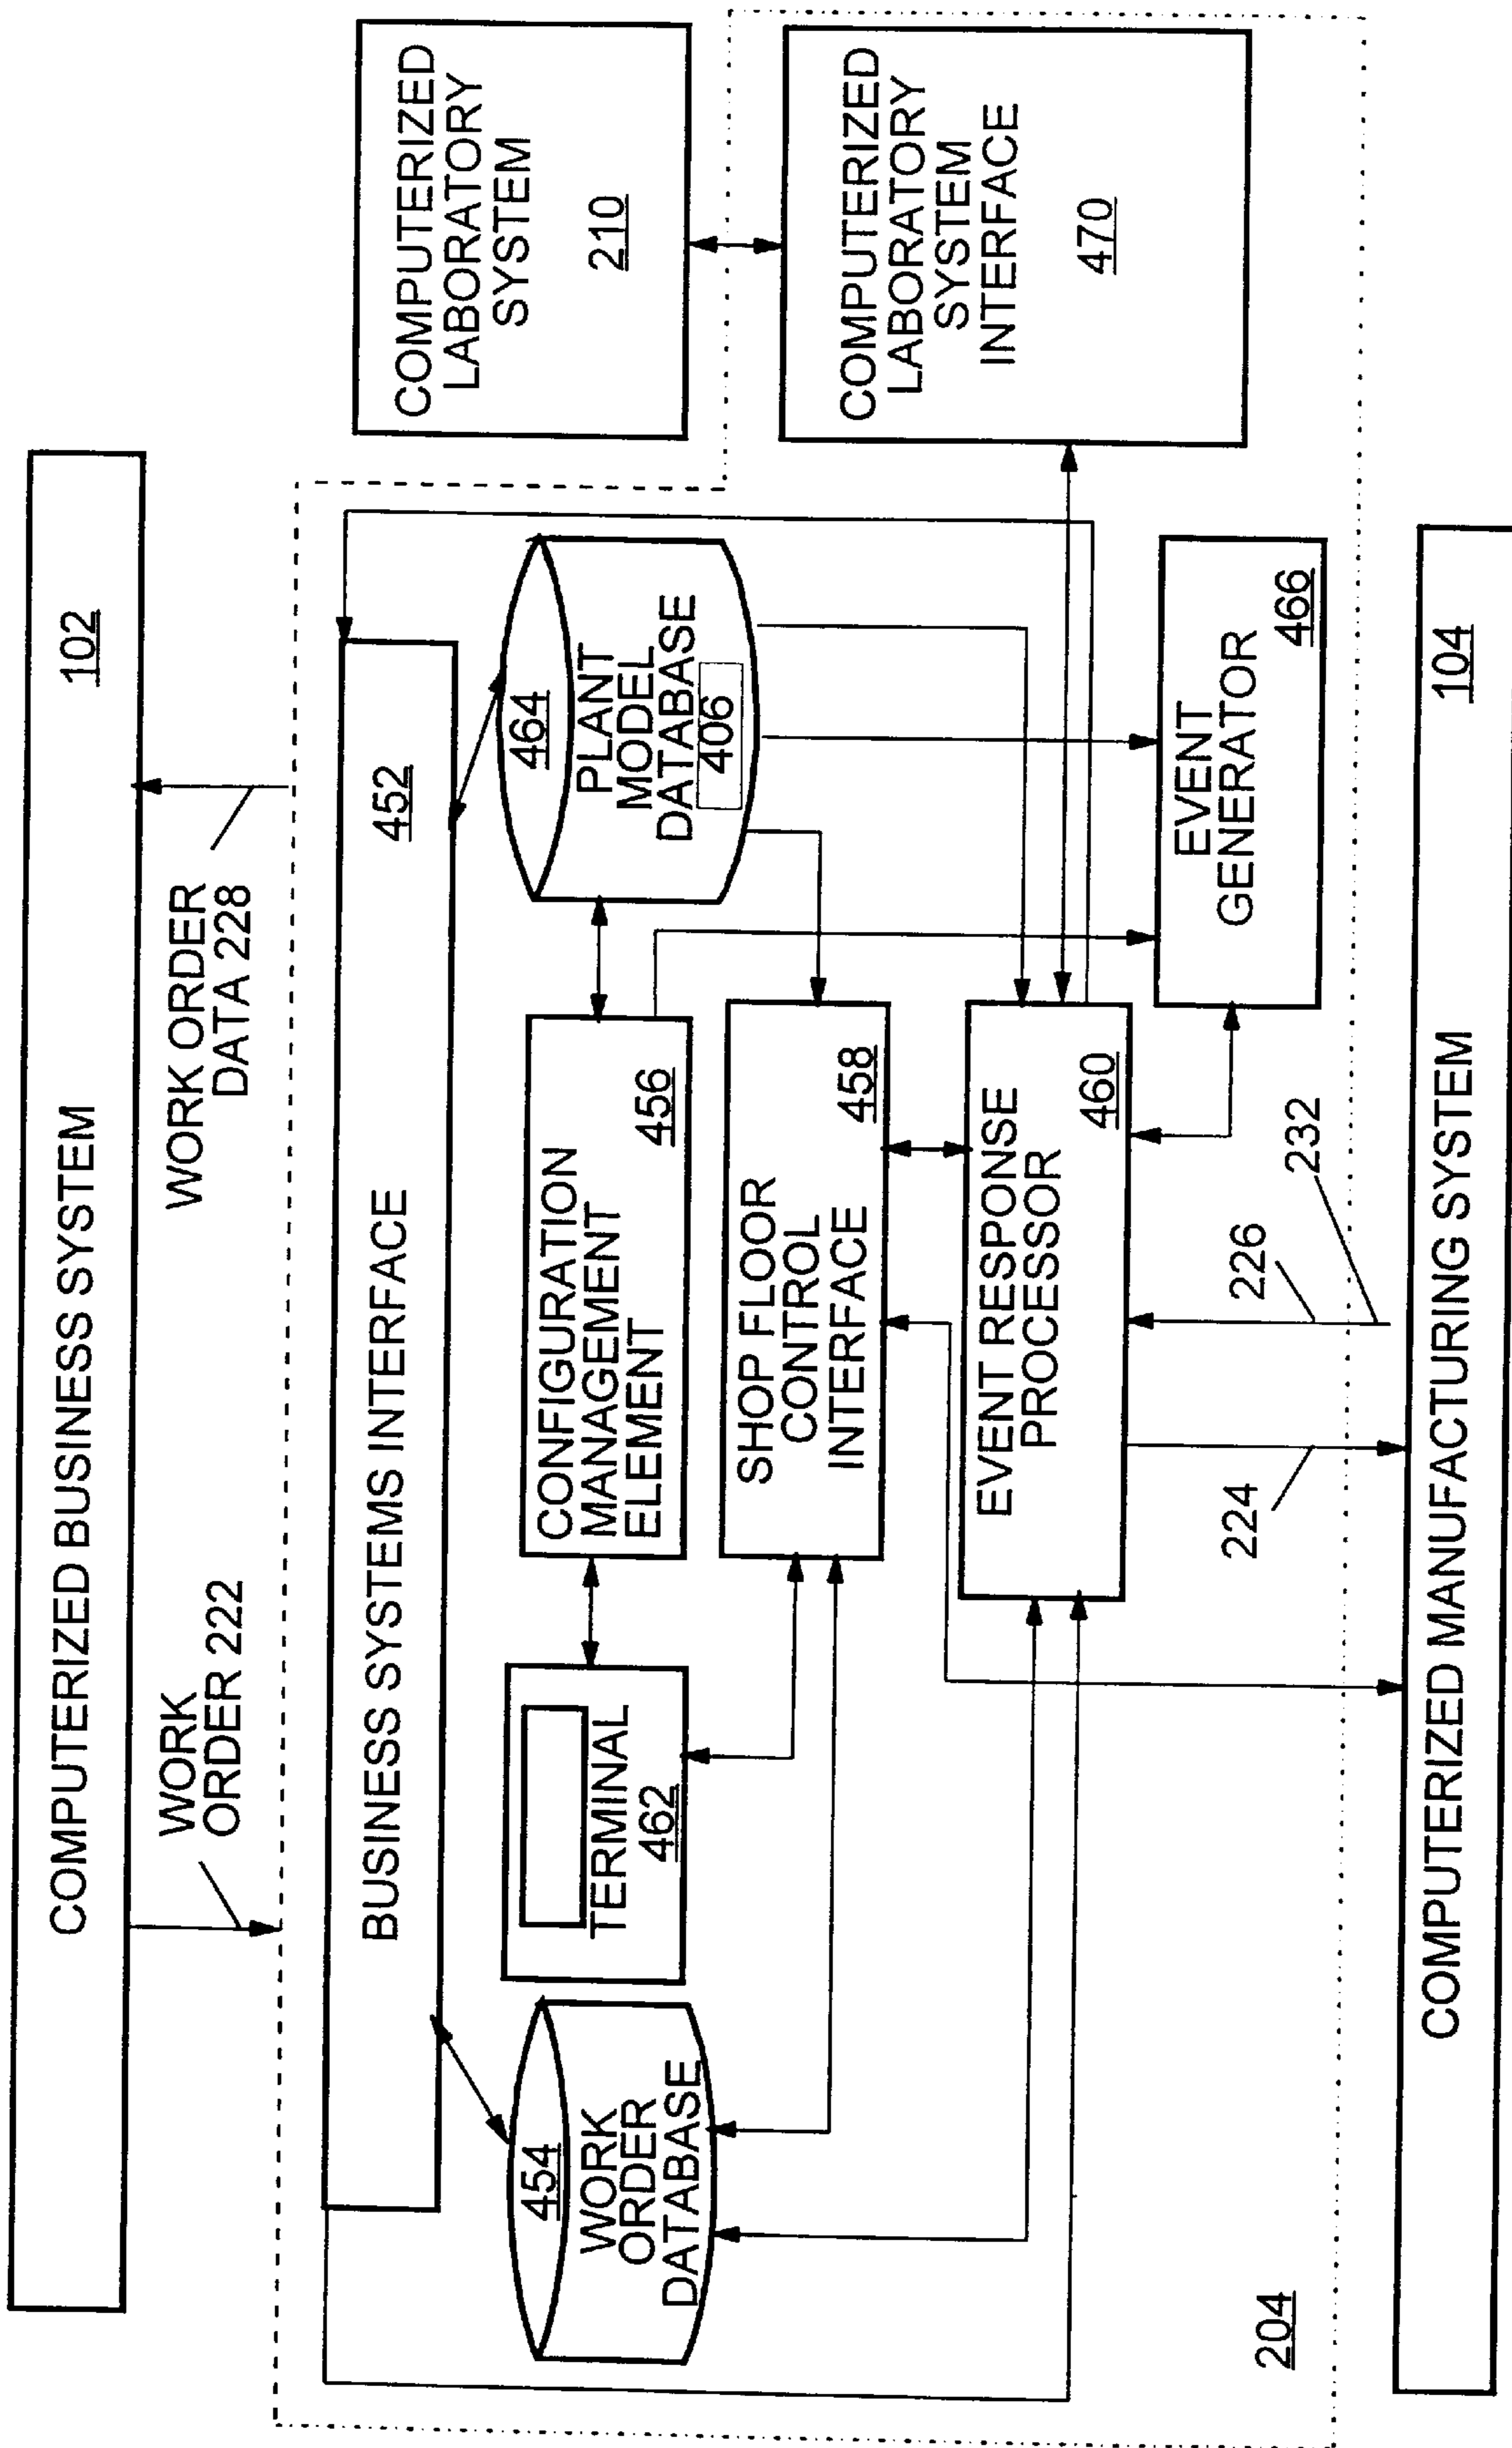 COMPUTERIZED BUSINESS SYSTEM
102
WORK
ORDER 222
WORK ORDER
DATA 228
COMPUTERIZED
LABORATORY
SYSTEM
210
BUSINESS SYSTEMS INTERFACE
452
454
WORK
ORDER
DATABASE
TERMINAL
462
CONFIGURATION
MANAGEMENT
ELEMENT
456
464
PLANT
MODEL
DATABASE
406
SHOP FLOOR
CONTROL
INTERFACE
458
COMPUTERIZED
LABORATORY
SYSTEM
INTERFACE
470
EVENT RESPONSE
PROCESSOR
460
EVENT
GENERATOR
466
204
224
226
232
COMPUTERIZED MANUFACTURING SYSTEM
104